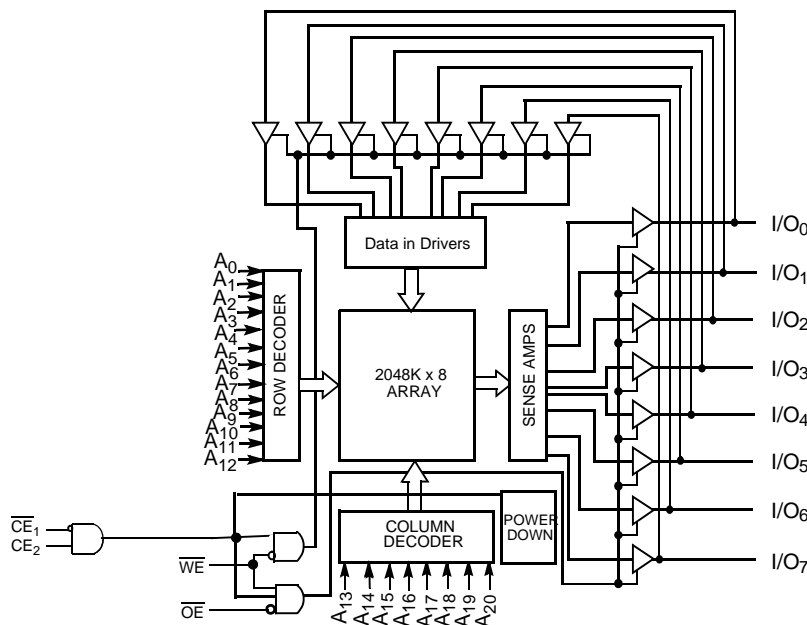 Data in Drivers
I/O0
I/O1
I/O2
I/O3
I/O4
I/O5
I/O6
I/O7
A0
A1
A2
A3
A4
A5
A6
A7
A8
A9
A10
A11
A12
ROW DECODER
2048K x 8
ARRAY
SENSE AMPS
COLUMN
DECODER
POWER
DOWN
CE1
CE2
WE
OE
A13
A14
A15
A16
A17
A18
A19
A20